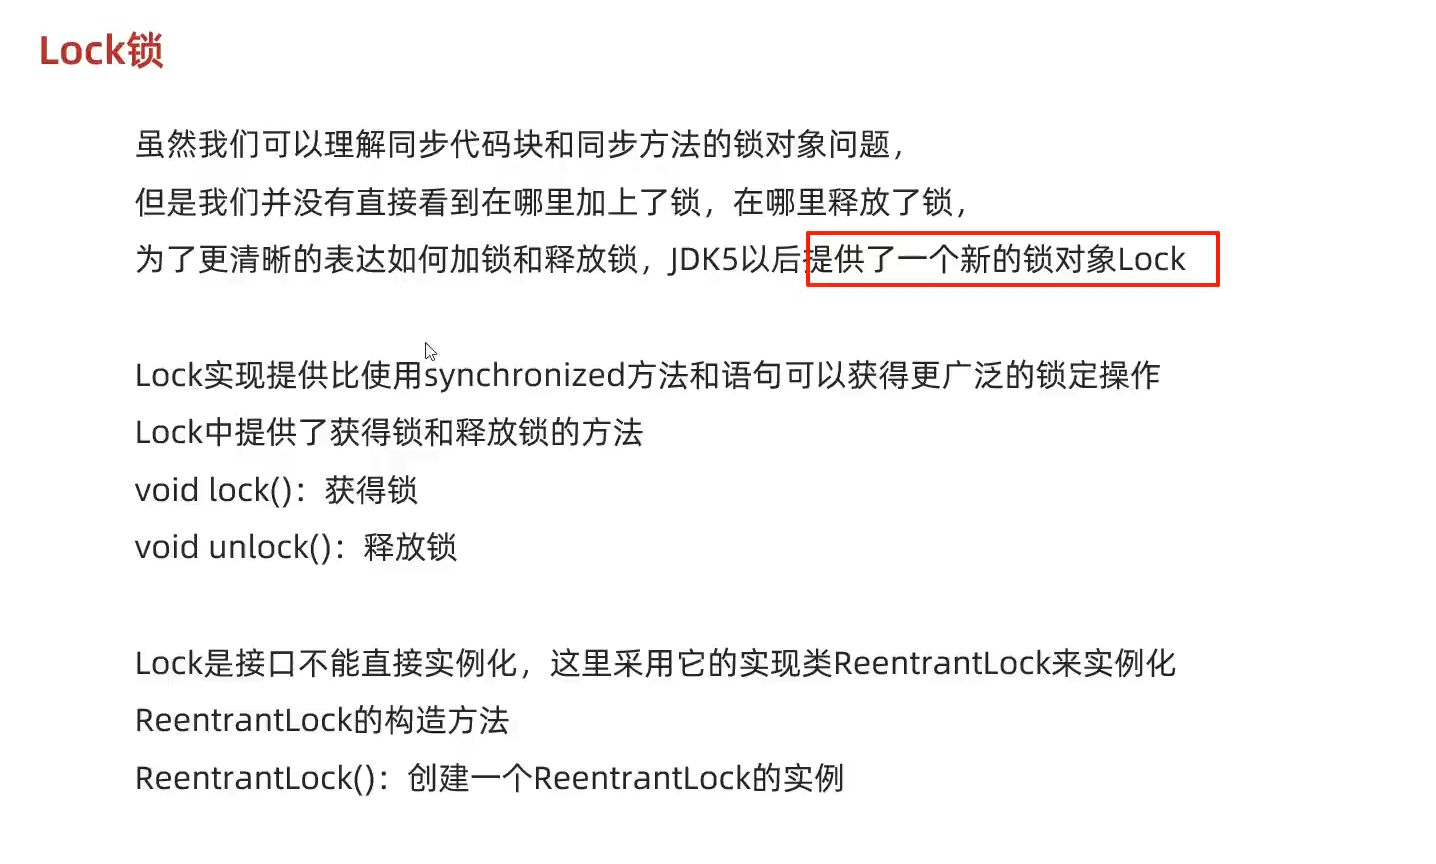 Lock锁
虽然我们可以理解同步代码块和同步方法的锁对象问题，
但是我们并没有直接看到在哪里加上了锁，在哪里释放了锁，
为了更清晰的表达如何加锁和释放锁，JDK5以后提供了一个新的锁对象Lock
Lock实现提供比使用synchronized方法和语句可以获得更广泛的锁定操作
Lock中提供了获得锁和释放锁的方法
void lock()：获得锁
void unlock()：释放锁
Lock是接口不能直接实例化，这里采用它的实现类ReentrantLock来实例化
ReentrantLock的构造方法
ReentrantLock()：创建一个ReentrantLock的实例